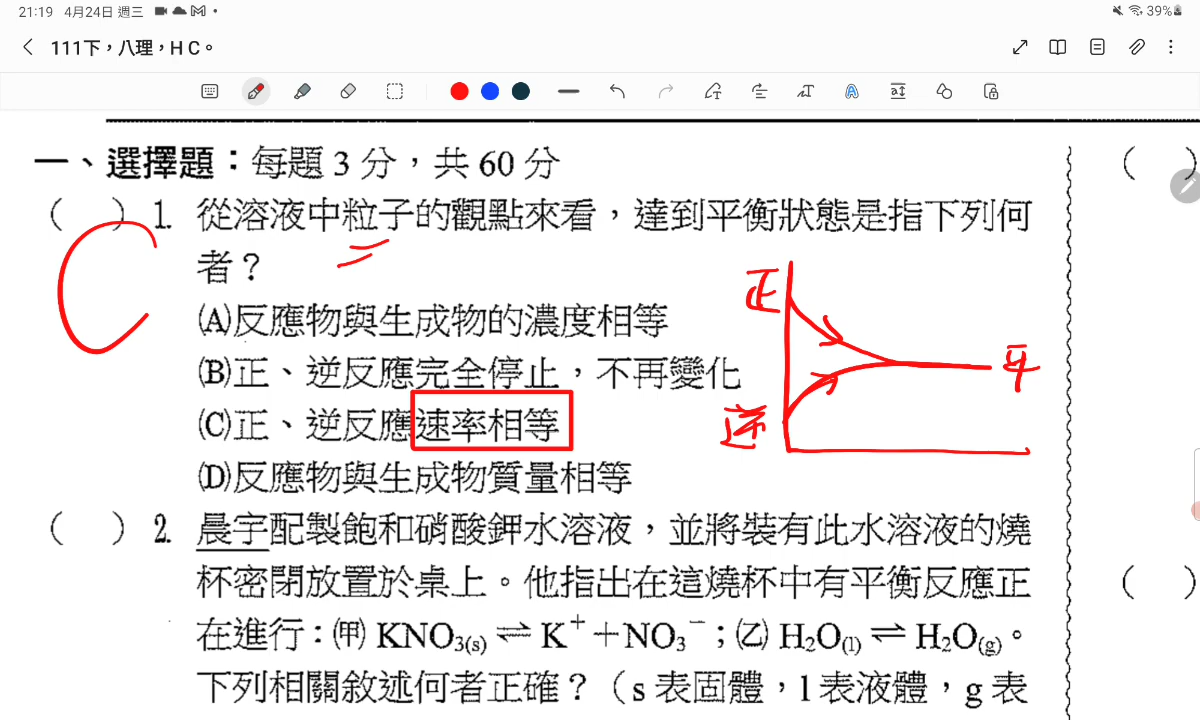 21:19 4月24日 週三 39%
111下，八理，H C。
一、選擇題：每題 3 分，共 60 分
( ) 1. 從溶液中粒子的觀點來看，達到平衡狀態是指下列何
者？
(A)反應物與生成物的濃度相等
(B)正、逆反應完全停止，不再變化
(C)正、逆反應速率相等
(D)反應物與生成物質量相等
C
正
逆
平
( ) 2. 晨宇配製飽和硝酸鉀水溶液，並將裝有此水溶液的燒
杯密閉放置於桌上。他指出在這燒杯中有平衡反應正
在進行：(甲) KNO₃(s) ⇌ K⁺＋NO₃⁻；(乙) H₂O(l) ⇌ H₂O(g)。
下列相關敘述何者正確？（s 表固體，l 表液體，g 表
( )
( )